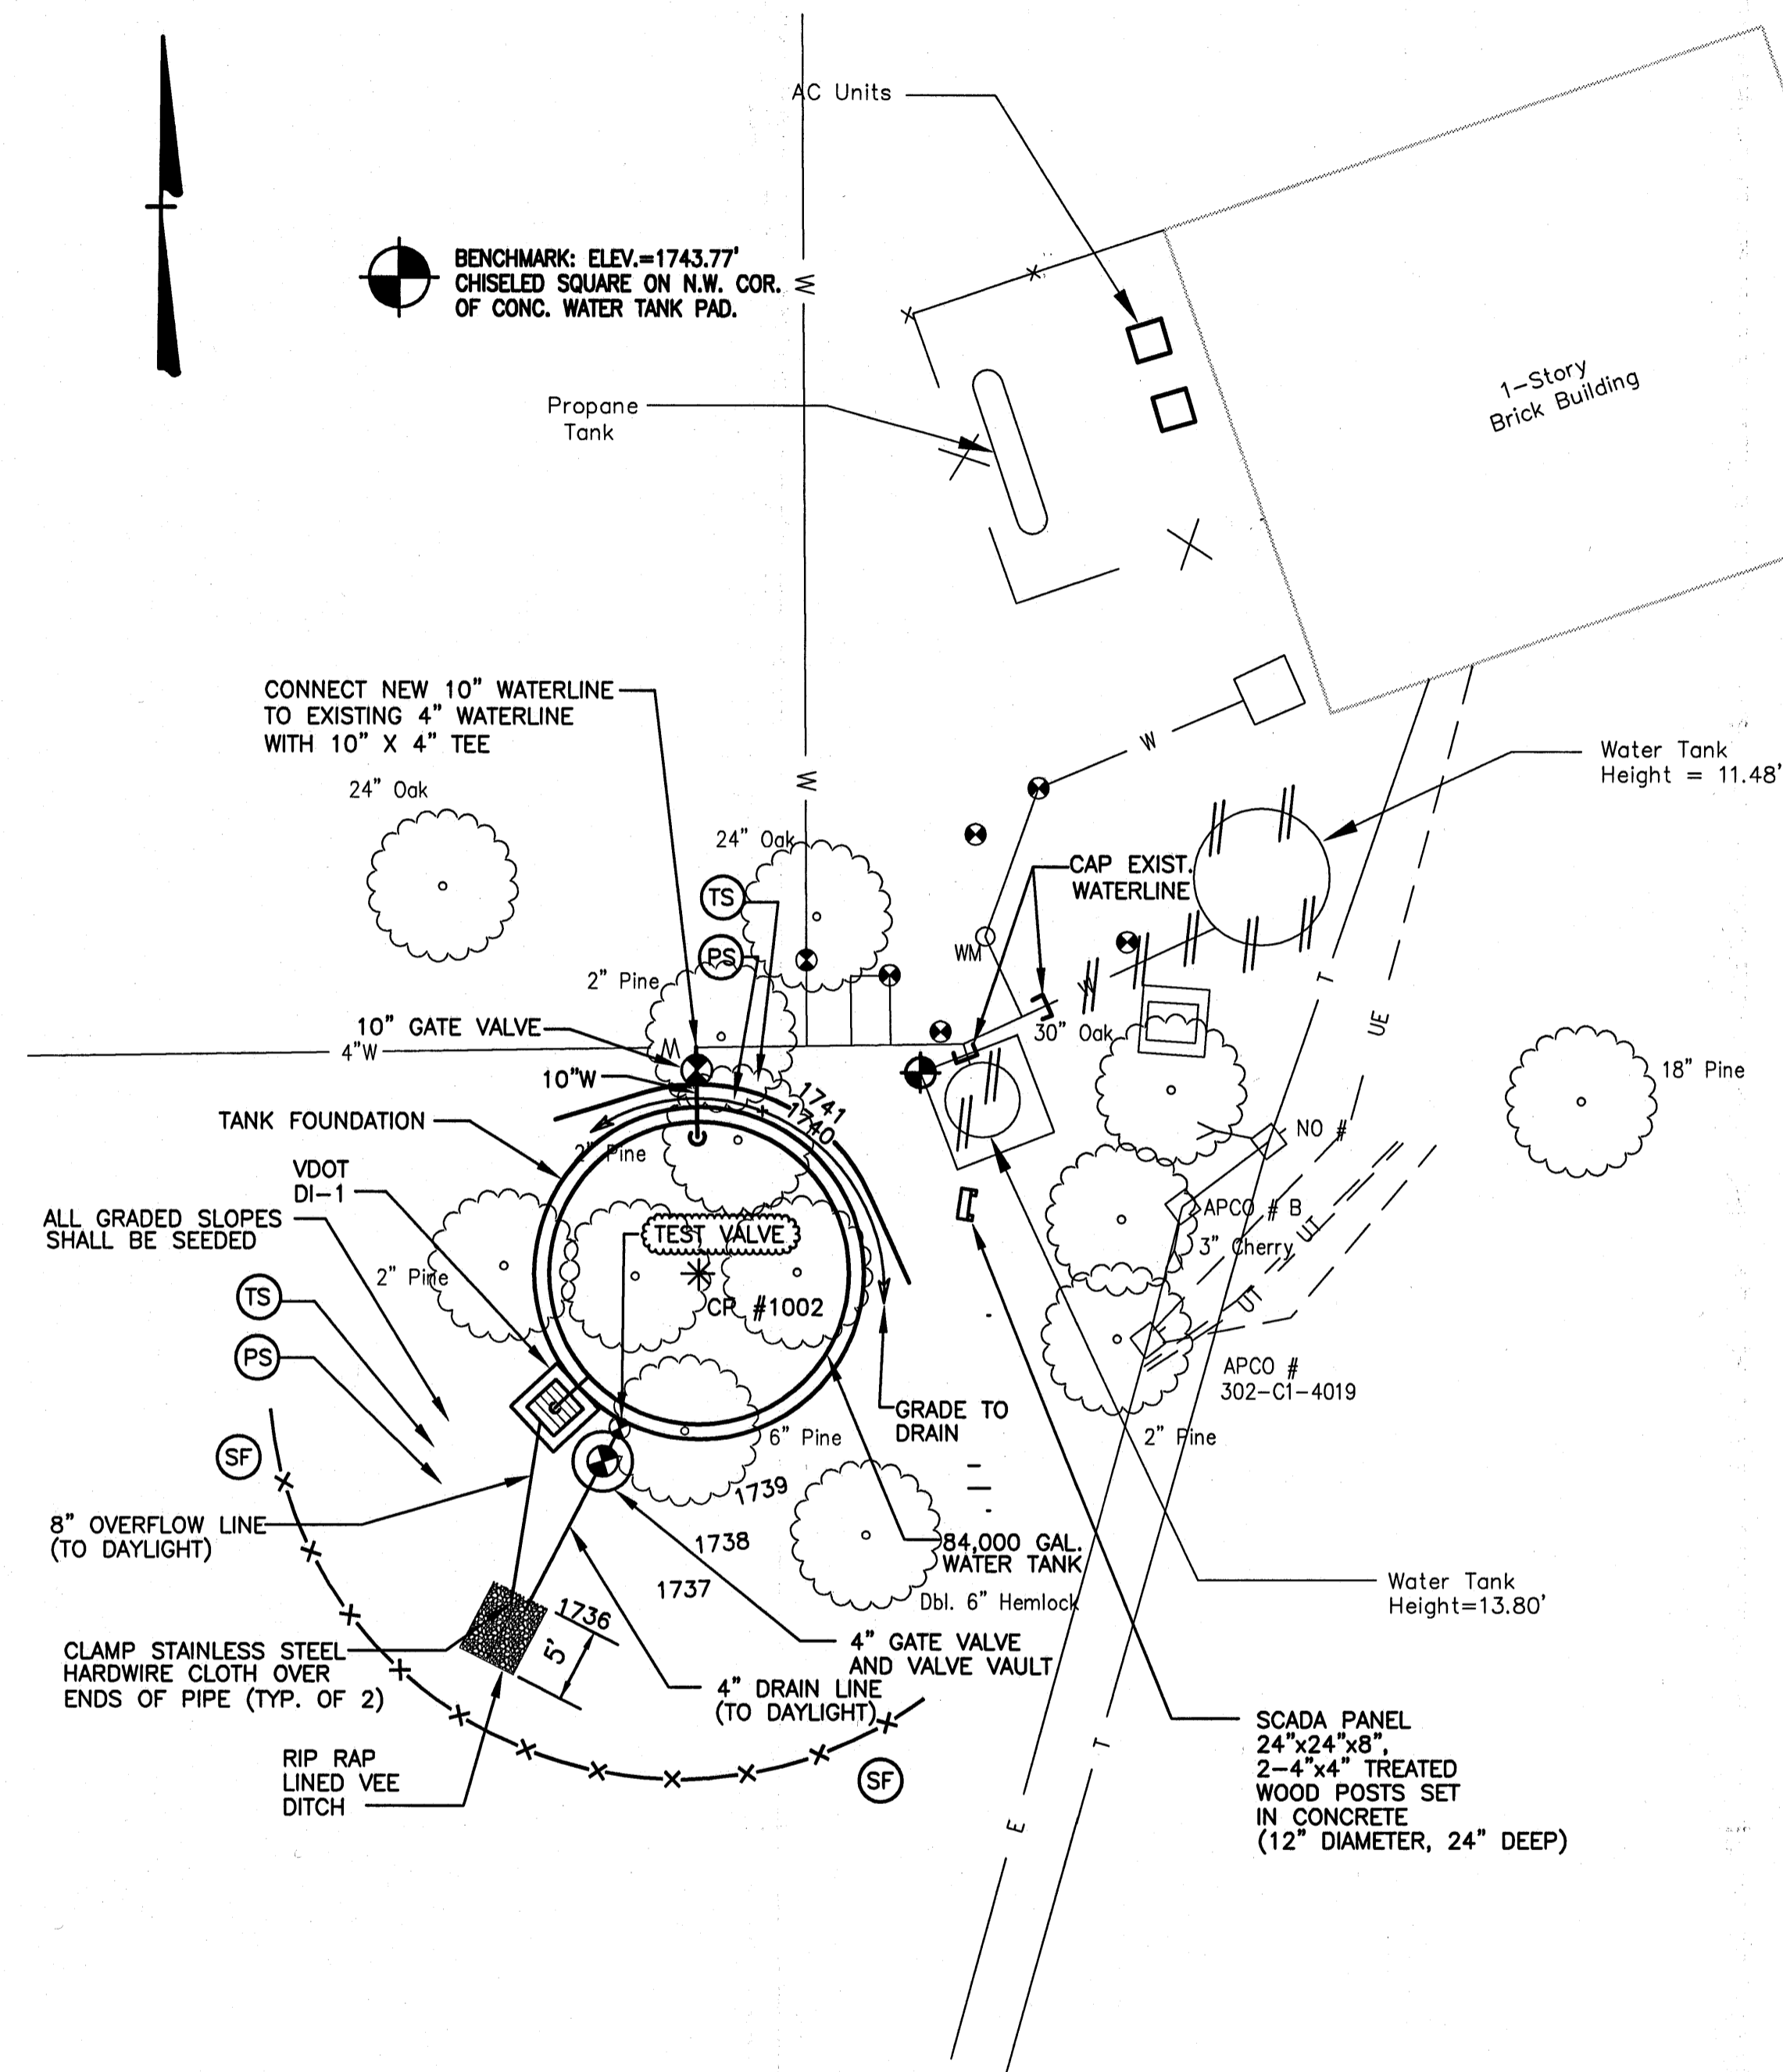 AC Units
BENCHMARK: ELEV.=1743.77'
CHISELED SQUARE ON N.W. COR.
OF CONC. WATER TANK PAD.
W
Propane
Tank
1-Story
Brick Building
CONNECT NEW 10" WATERLINE
TO EXISTING 4" WATERLINE
WITH 10" X 4" TEE
W
W
Water Tank
Height = 11.48'
24" Oak
24" Oak
CAP EXIST.
WATERLINE
TS
PS
WM
W
T
UE
2" Pine
10" GATE VALVE
30" Oak
4"W
W
10"W
18" Pine
1741
1740
TANK FOUNDATION
2" Pine
NO #
VDOT
DI-1
ALL GRADED SLOPES
SHALL BE SEEDED
APCO # B
3" Cherry
UT
TEST VALVE
2" Pine
CP #1002
TS
UT
PS
APCO #
302-C1-4019
GRADE TO
DRAIN
2" Pine
6" Pine
SF
1739
8" OVERFLOW LINE
(TO DAYLIGHT)
1738
84,000 GAL.
WATER TANK
1737
Dbl. 6" Hemlock
Water Tank
Height=13.80'
1736
5'
CLAMP STAINLESS STEEL
HARDWIRE CLOTH OVER
ENDS OF PIPE (TYP. OF 2)
4" GATE VALVE
AND VALVE VAULT
4" DRAIN LINE
(TO DAYLIGHT)
SCADA PANEL
24"x24"x8",
2-4"x4" TREATED
WOOD POSTS SET
IN CONCRETE
(12" DIAMETER, 24" DEEP)
RIP RAP
LINED VEE
DITCH
SF
T
E